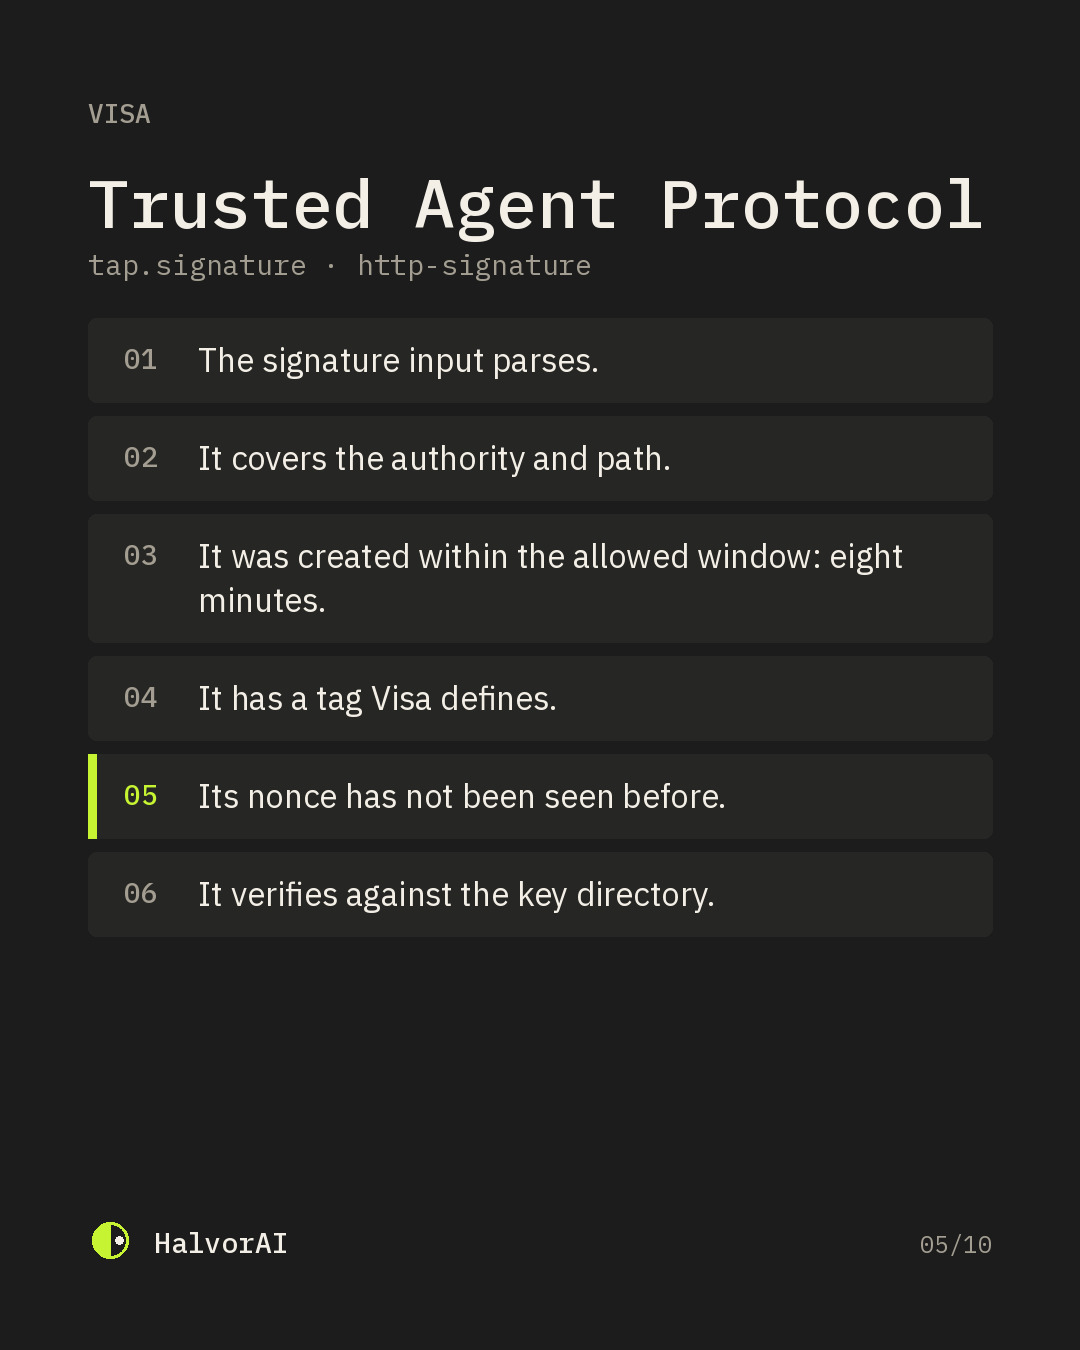 VISA
Trusted Agent Protocol
tap.signature · http-signature
01 The signature input parses.
02 It covers the authority and path.
03 It was created within the allowed window: eight
minutes.
04 It has a tag Visa defines.
05 Its nonce has not been seen before.
06 It verifies against the key directory.
HalvorAI
05/10